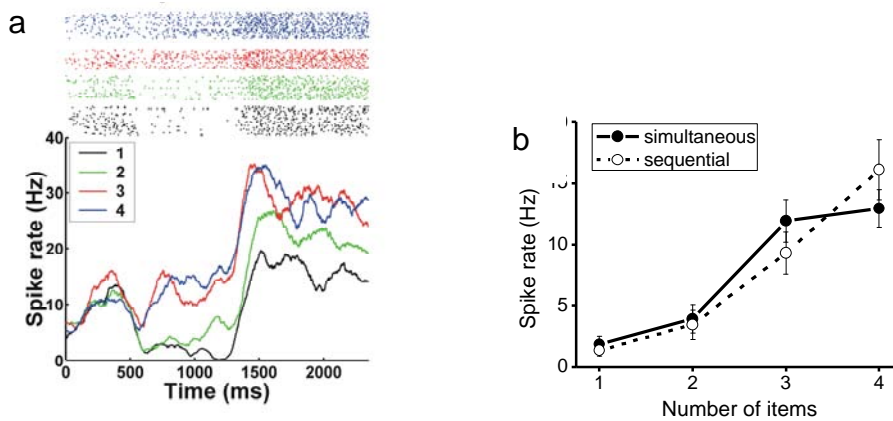 a
40
30
20
10
0
Spike rate (Hz)
1
2
3
4
0 500 1000 1500 2000
Time (ms)
b
simultaneous
sequential
10
5
0
Spike rate (Hz)
1 2 3 4
Number of items